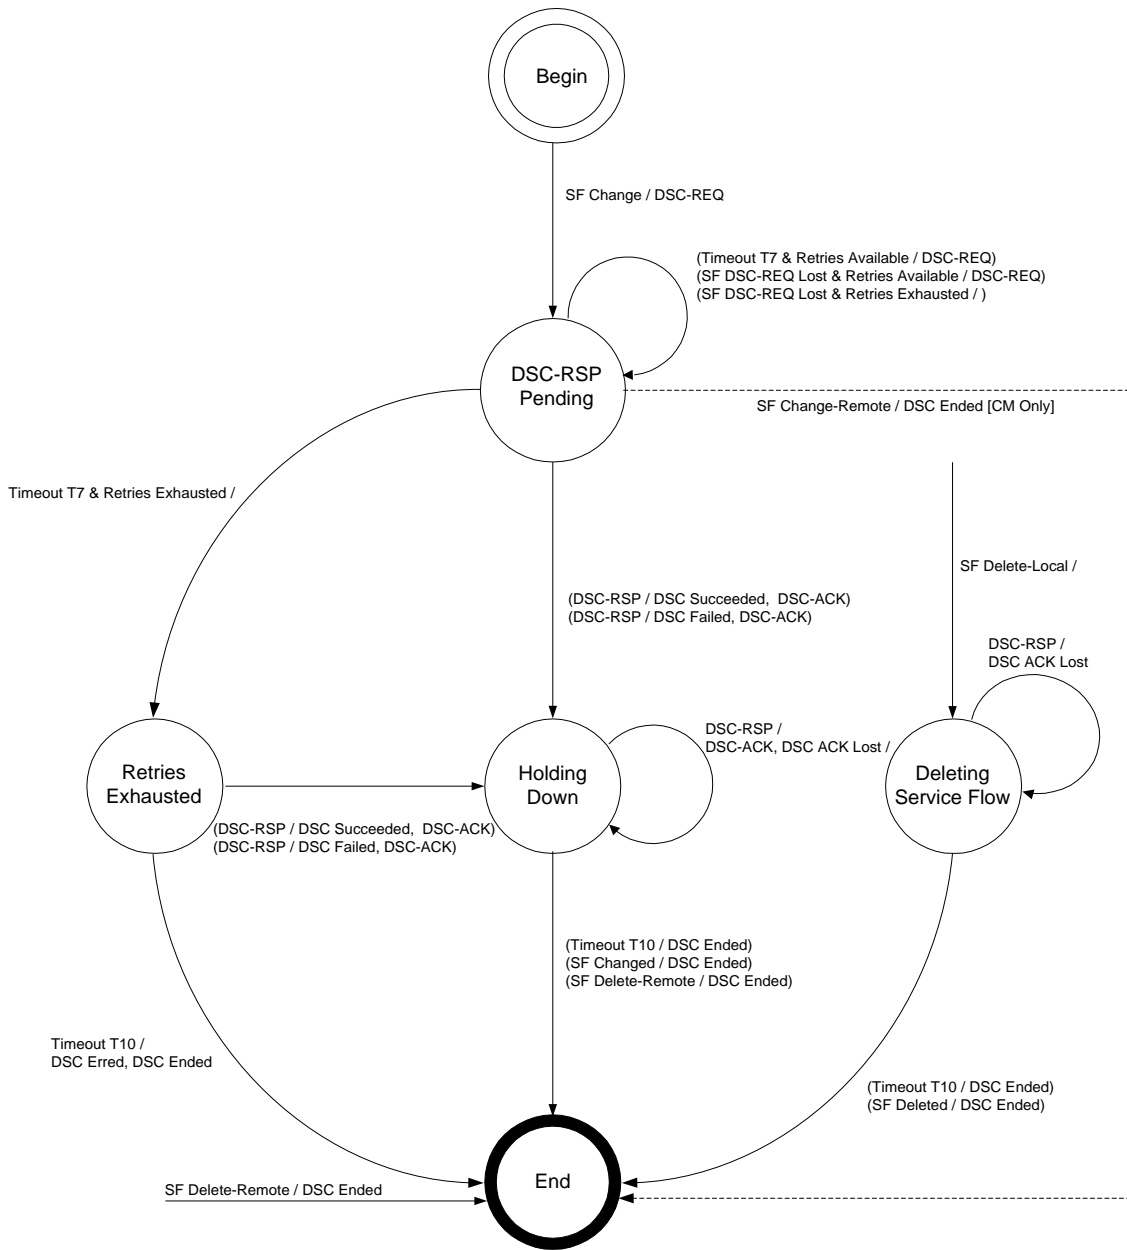 Begin
SF Change / DSC-REQ
(Timeout T7 & Retries Available / DSC-REQ)
(SF DSC-REQ Lost & Retries Available / DSC-REQ)
(SF DSC-REQ Lost & Retries Exhausted / )
DSC-RSP
Pending
SF Change-Remote / DSC Ended [CM Only]
Timeout T7 & Retries Exhausted /
SF Delete-Local /
(DSC-RSP / DSC Succeeded,  DSC-ACK)
(DSC-RSP / DSC Failed, DSC-ACK)
DSC-RSP /
DSC ACK Lost
DSC-RSP /
DSC-ACK, DSC ACK Lost /
Retries
Exhausted
Holding
Down
Deleting
Service Flow
(DSC-RSP / DSC Succeeded,  DSC-ACK)
(DSC-RSP / DSC Failed, DSC-ACK)
(Timeout T10 / DSC Ended)
(SF Changed / DSC Ended)
(SF Delete-Remote / DSC Ended)
Timeout T10 /
DSC Erred, DSC Ended
(Timeout T10 / DSC Ended)
(SF Deleted / DSC Ended)
End
SF Delete-Remote / DSC Ended